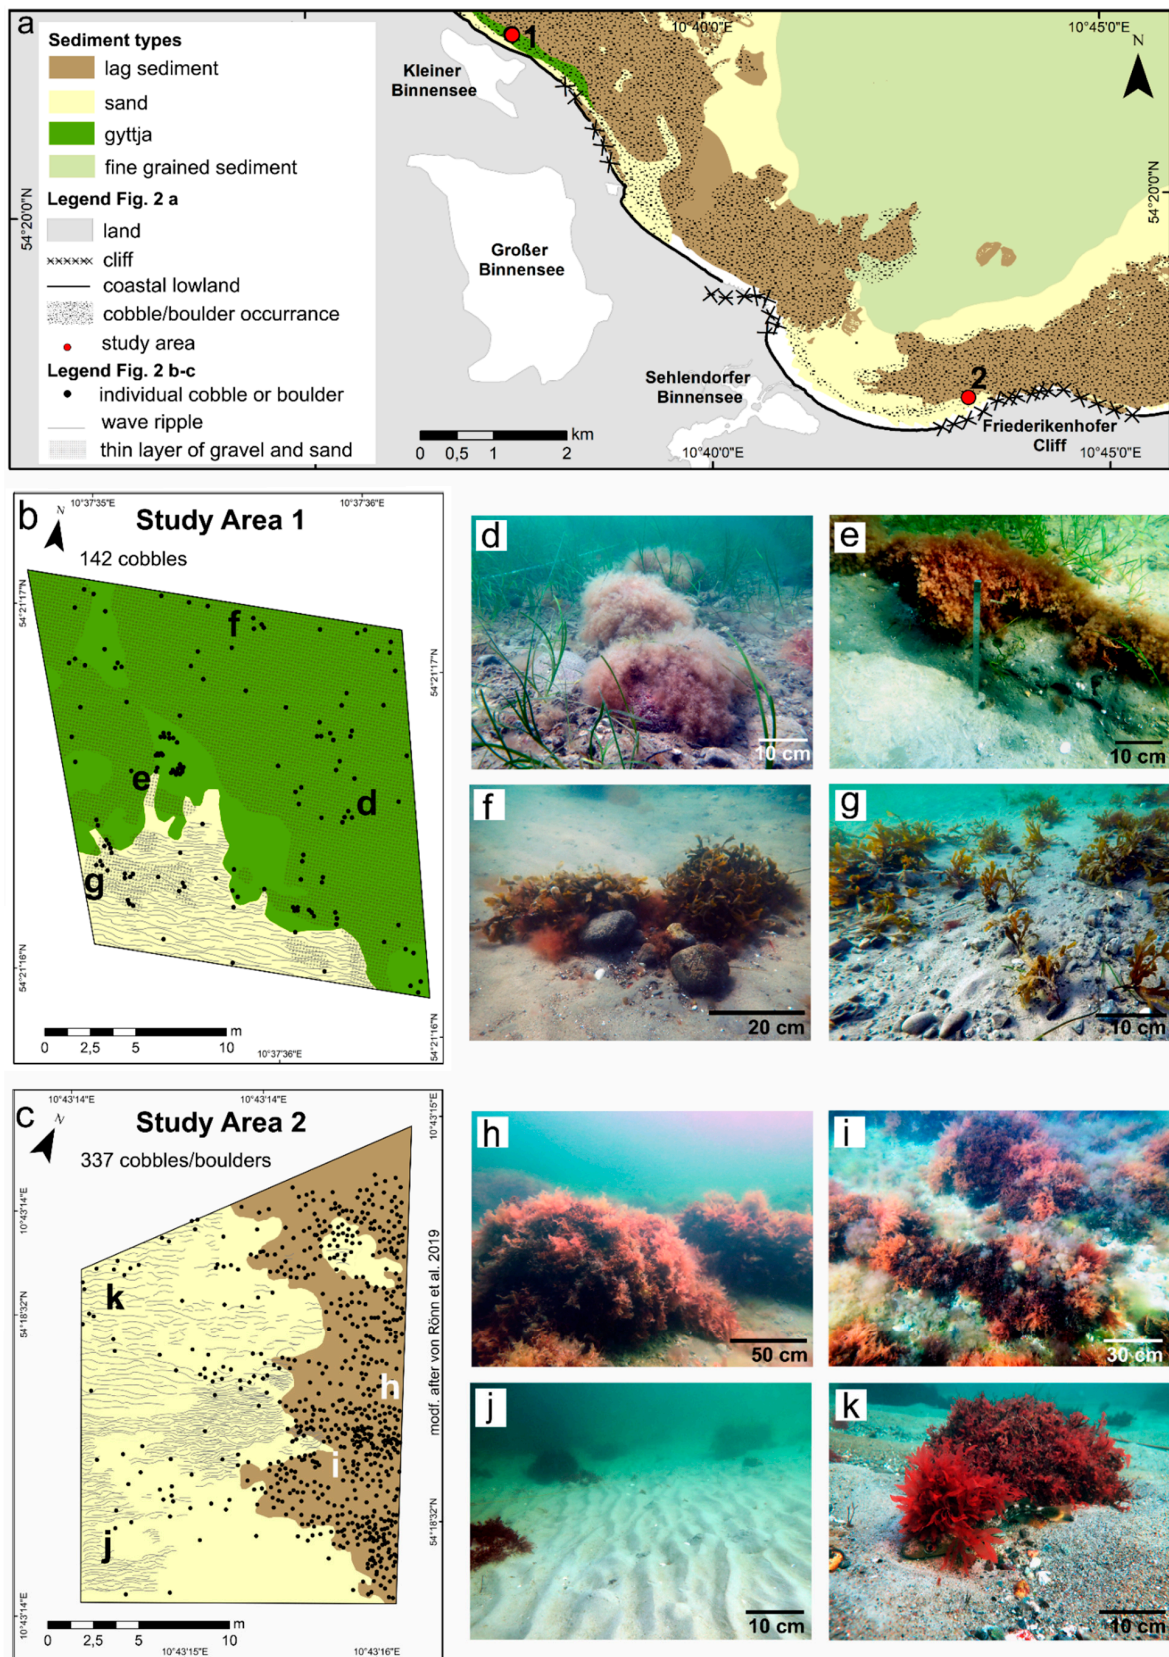 a
Sediment types
lag sediment
sand
gyttja
fine grained sediment
Legend Fig. 2 a
land
cliff
coastal lowland
cobble/boulder occurrance
study area
Legend Fig. 2 b-c
individual cobble or boulder
wave ripple
thin layer of gravel and sand
54°20'0"N
10°40'0"E
10°45'0"E
N
1
Kleiner
Binnensee
Großer
Binnensee
54°20'0"N
Sehlendorfer
Binnensee
2
Friederikenhofer
Cliff
km
0 0,5 1 2
10°40'0"E
10°45'0"E
b
10°37'35"E
10°37'36"E
N
Study Area 1
142 cobbles
54°21'17"N
54°21'17"N
f
e
d
g
54°21'16"N
54°21'16"N
m
0 2,5 5 10
10°37'36"E
d
10 cm
e
10 cm
f
20 cm
g
10 cm
c
10°43'14"E
10°43'14"E
10°43'15"E
N
Study Area 2
337 cobbles/boulders
10°43'14"E
54°18'32"N
k
h
i
j
modf. after von Rönn et al. 2019
54°18'32"N
10°43'14"E
m
0 2,5 5 10
10°43'15"E
10°43'16"E
h
50 cm
i
30 cm
j
10 cm
k
10 cm